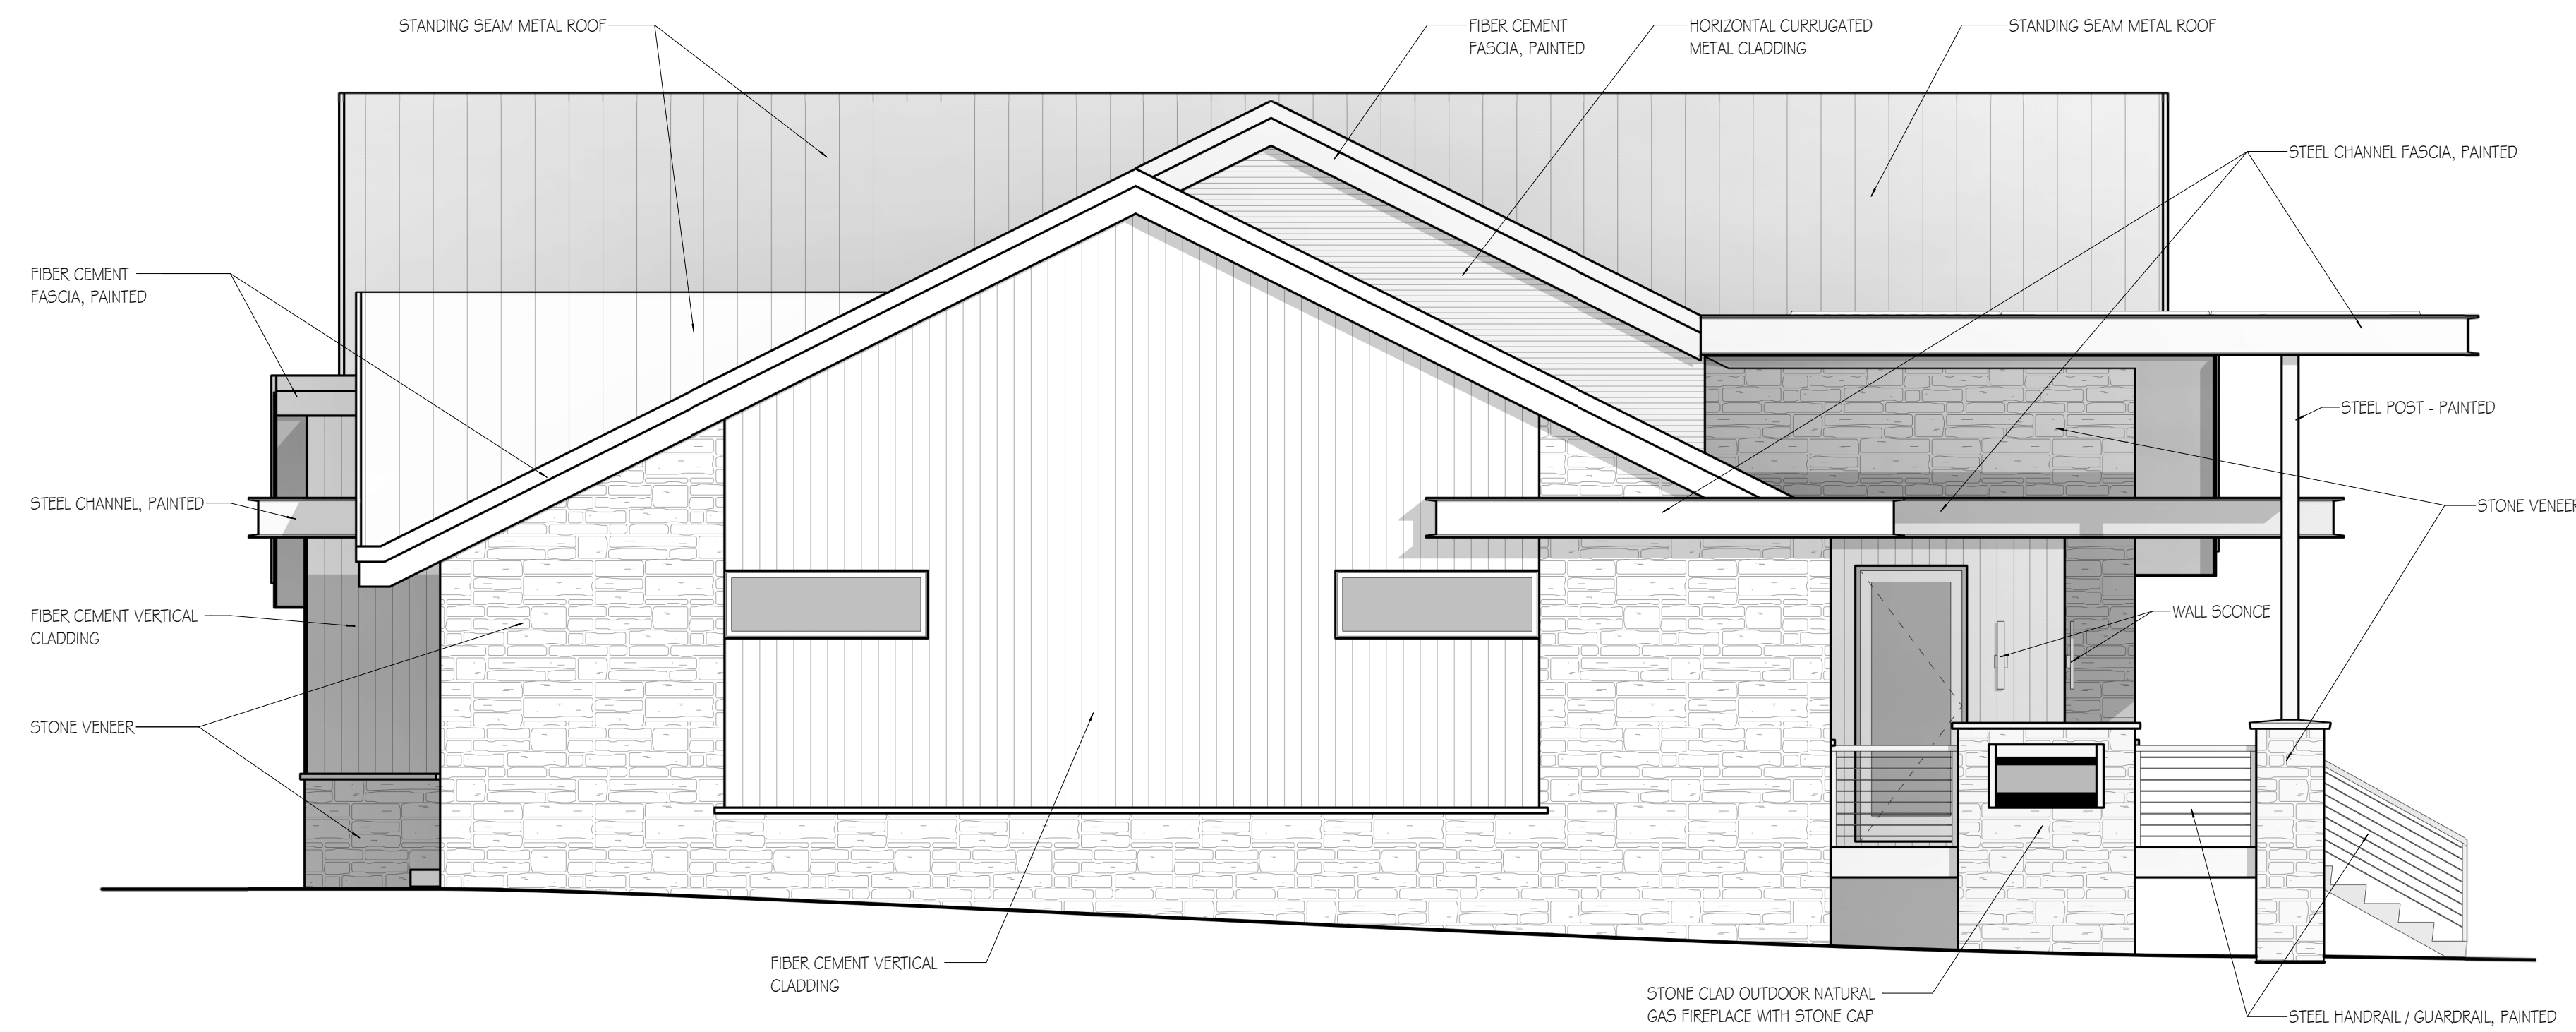 STANDING SEAM METAL ROOF
FIBER CEMENT
FASCIA, PAINTED
HORIZONTAL CURRUGATED
METAL CLADDING
STANDING SEAM METAL ROOF
STEEL CHANNEL FASCIA, PAINTED
FIBER CEMENT
FASCIA, PAINTED
STEEL POST - PAINTED
STEEL CHANNEL, PAINTED
STONE VENEER
FIBER CEMENT VERTICAL
CLADDING
WALL SCONCE
STONE VENEER
FIBER CEMENT VERTICAL
CLADDING
STONE CLAD OUTDOOR NATURAL
GAS FIREPLACE WITH STONE CAP
STEEL HANDRAIL / GUARDRAIL, PAINTED